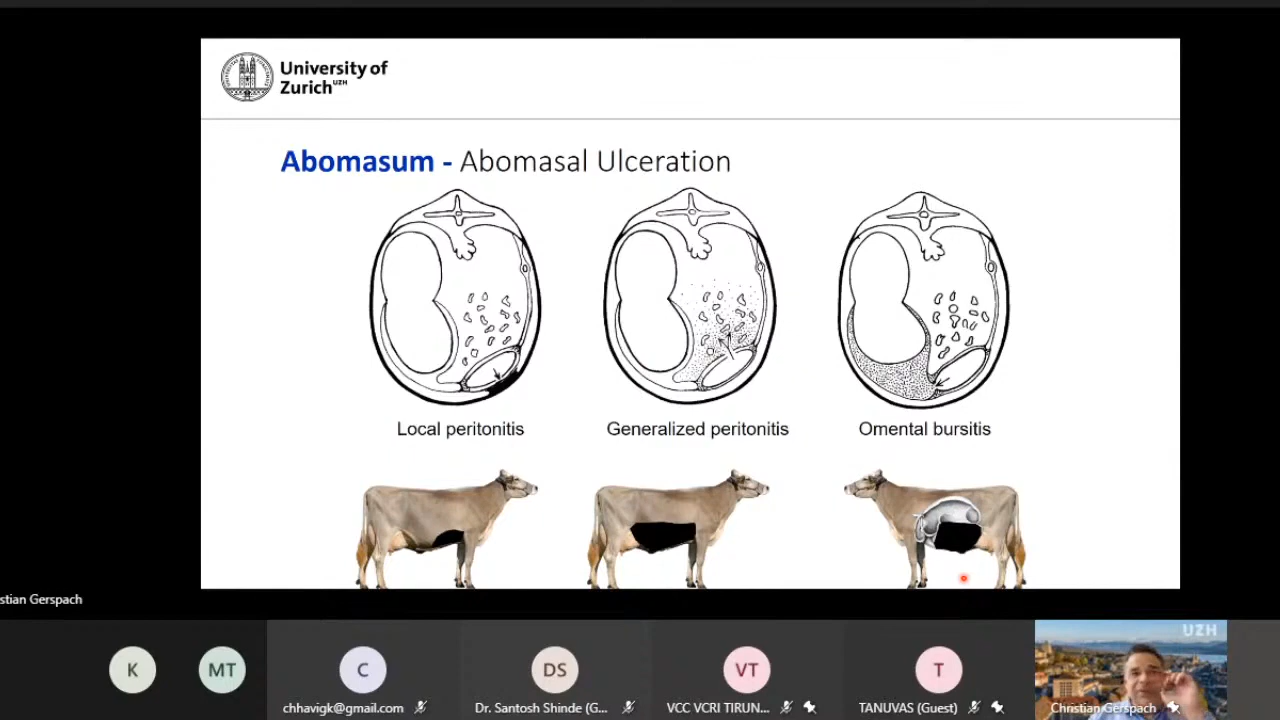 University of
Zurich UZH
Abomasum - Abomasal Ulceration
Local peritonitis
Generalized peritonitis
Omental bursitis
stian Gerspach
K
MT
C
DS
VT
T
UZH
chhavigk@gmail.com
Dr. Santosh Shinde (G...
VCC VCRI TIRUN...
TANUVAS (Guest)
Christian Gerspach